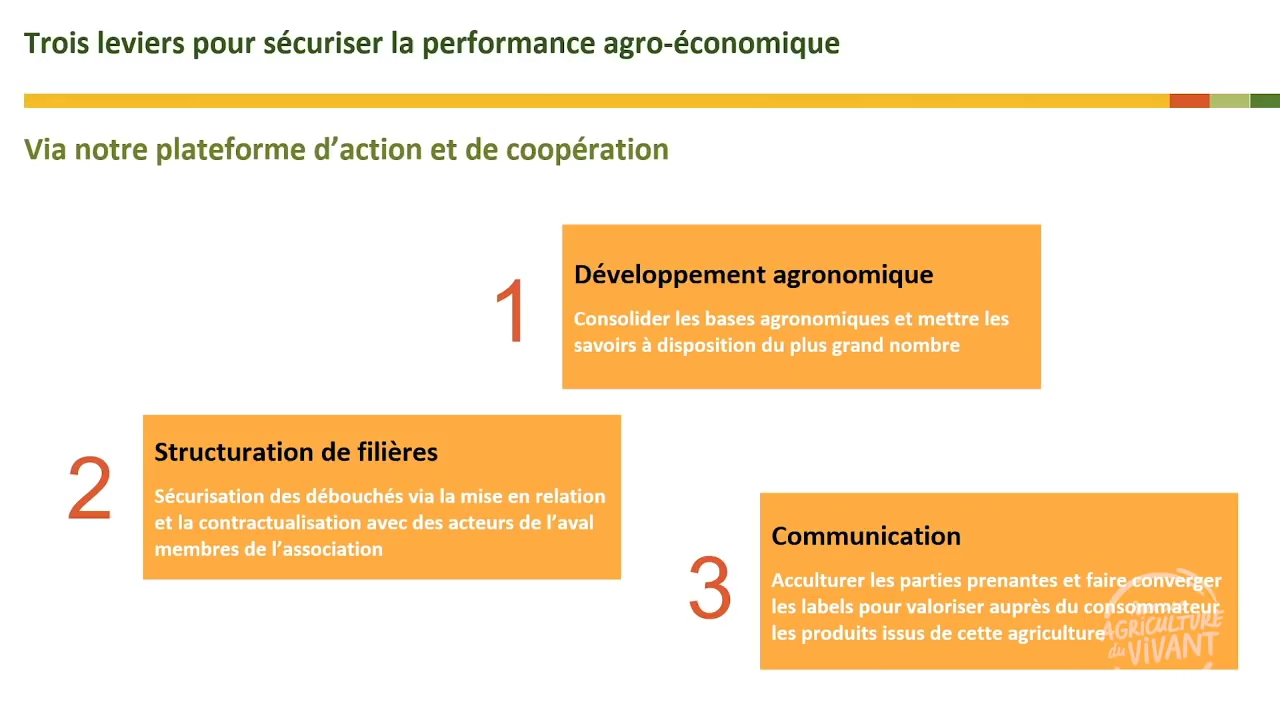 Trois leviers pour sécuriser la performance agro-économique
Via notre plateforme d’action et de coopération
1
Développement agronomique
Consolider les bases agronomiques et mettre les
savoirs à disposition du plus grand nombre
2
Structuration de filières
Sécurisation des débouchés via la mise en relation
et la contractualisation avec des acteurs de l’aval
membres de l’association
3
Communication
Acculturer les parties prenantes et faire converger
les labels pour valoriser auprès du consommateur
les produits issus de cette agriculture
AGRICULTURE
du VIVANT